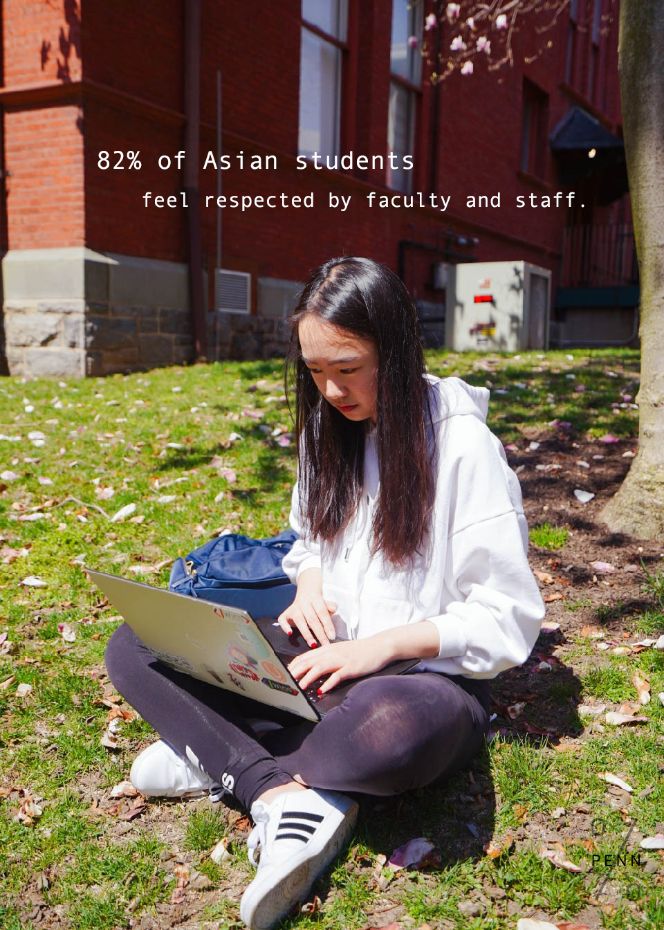 82% of Asian students
feel respected by faculty and staff.
PENN